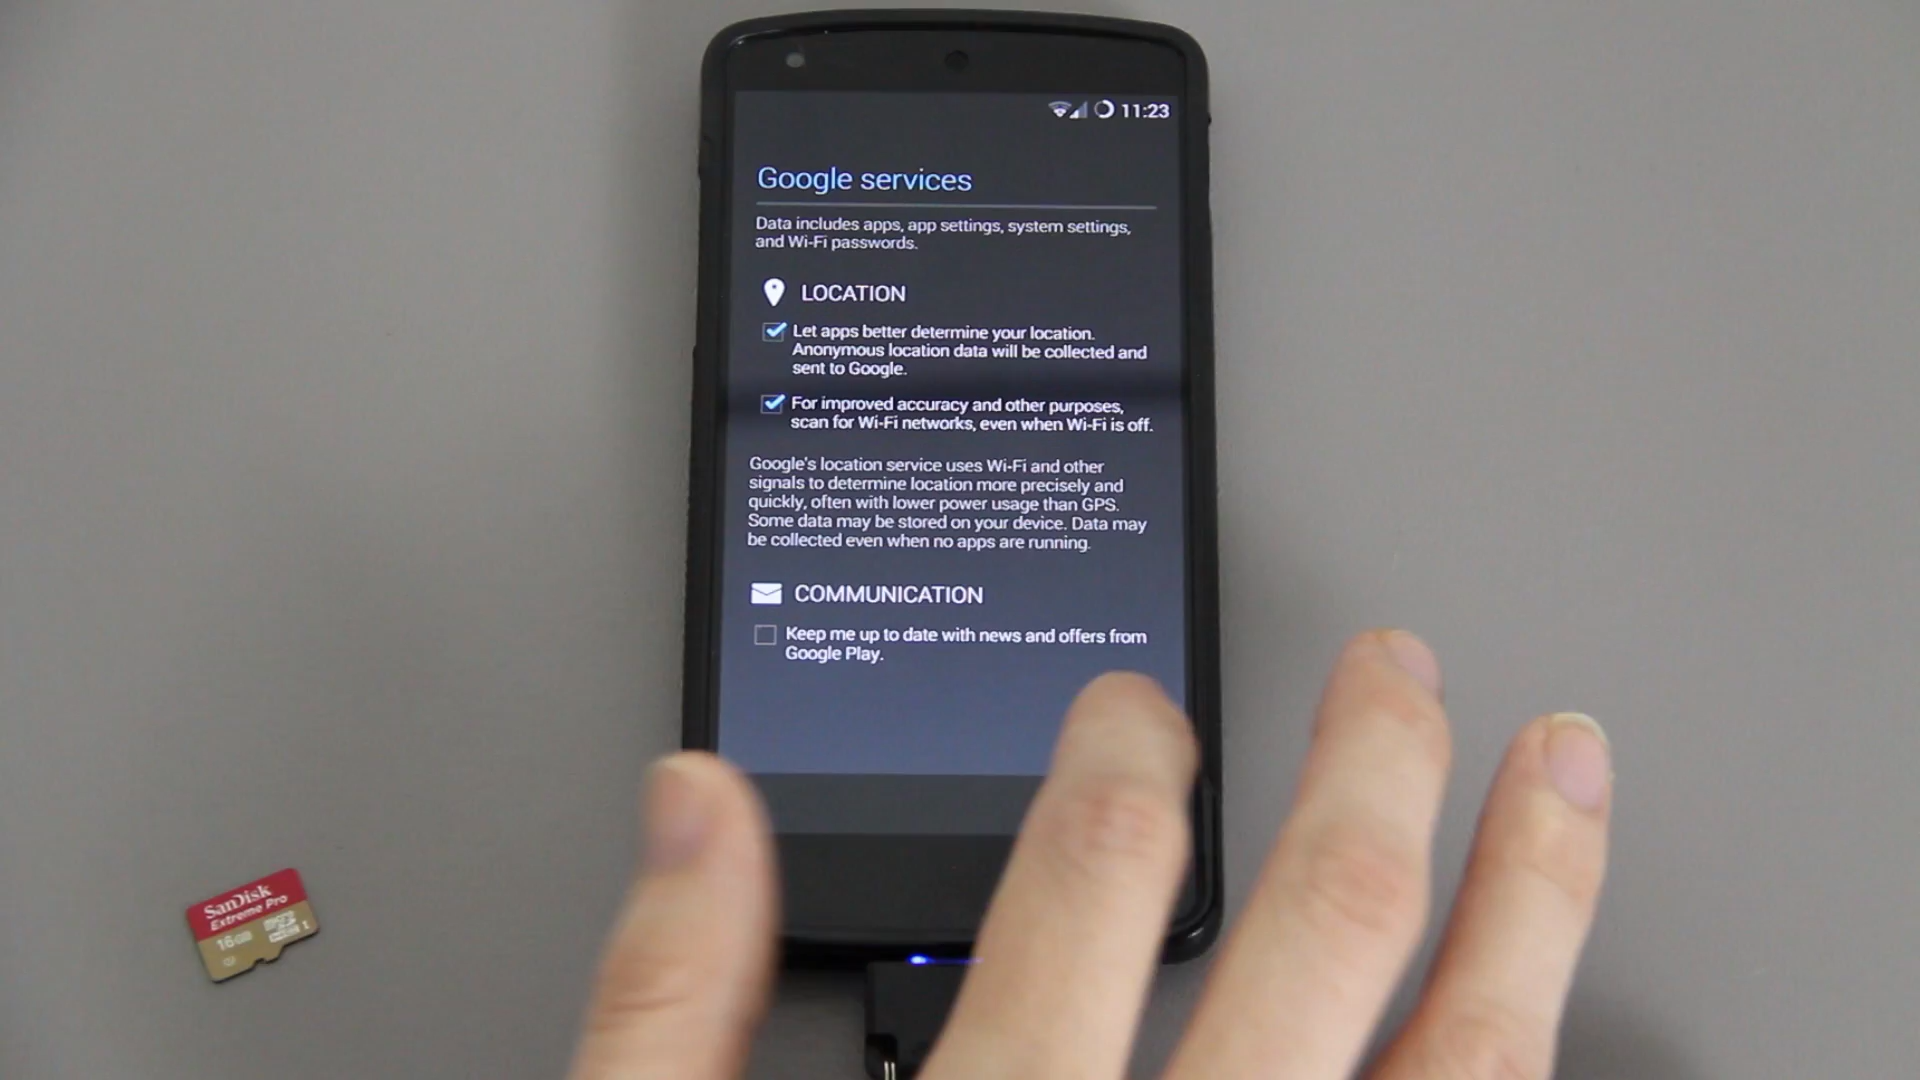 11:23
Google services
Data includes apps, app settings, system settings,
and Wi-Fi passwords.
LOCATION
Let apps better determine your location.
Anonymous location data will be collected and
sent to Google.
For improved accuracy and other purposes,
scan for Wi-Fi networks, even when Wi-Fi is off.
Google's location service uses Wi-Fi and other
signals to determine location more precisely and
quickly, often with lower power usage than GPS.
Some data may be stored on your device. Data may
be collected even when no apps are running.
COMMUNICATION
Keep me up to date with news and offers from
Google Play.
SanDisk
Extreme Pro
16GB